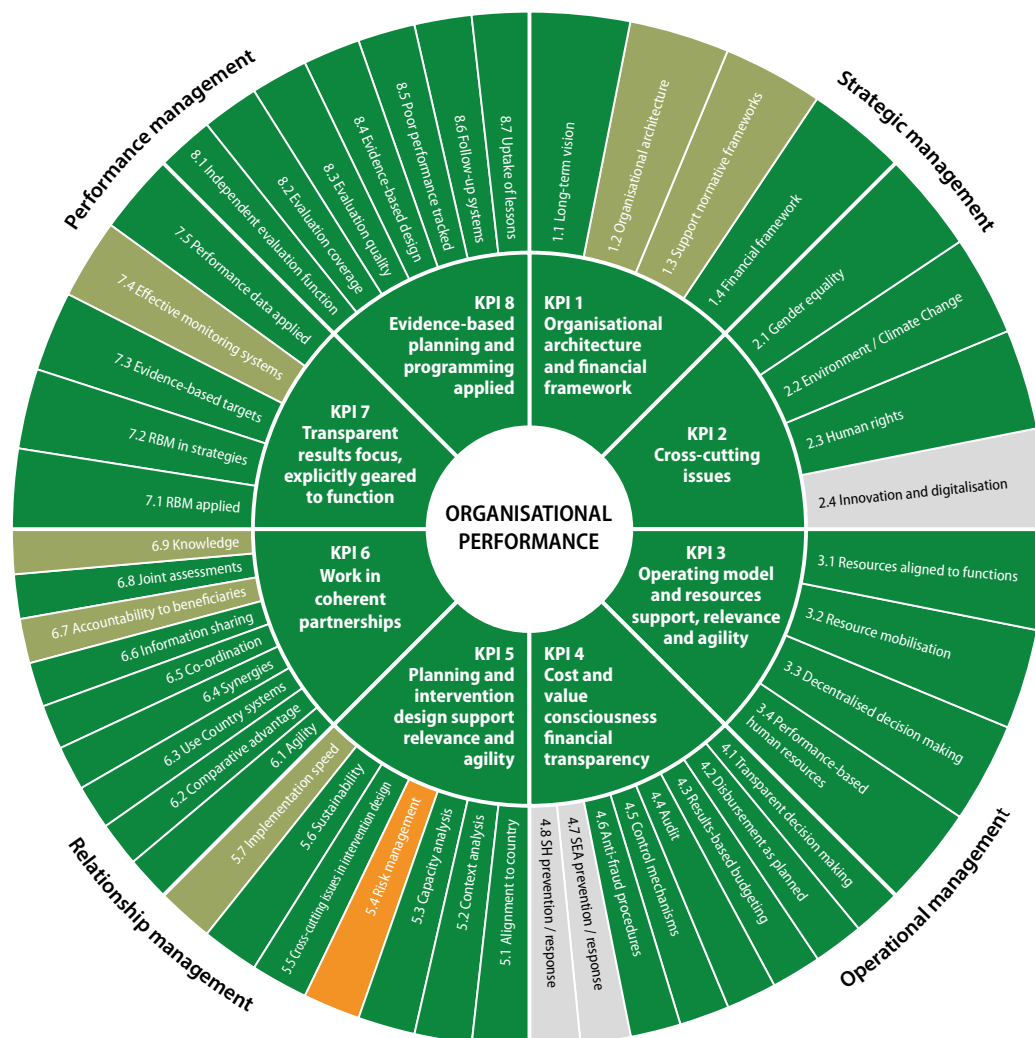 Performance management
Strategic management
Operational management
Relationship management
ORGANISATIONAL
PERFORMANCE
KPI 1
Organisational
architecture
and financial
framework
1.1 Long-term vision
1.2 Organisational architecture
1.3 Support normative frameworks
1.4 Financial framework
KPI 2
Cross-cutting
issues
2.1 Gender equality
2.2 Environment / Climate Change
2.3 Human rights
2.4 Innovation and digitalisation
KPI 3
Operating model
and resources
support, relevance
and agility
3.1 Resources aligned to functions
3.2 Resource mobilisation
3.3 Decentralised decision making
3.4 Performance-based
human resources
KPI 4
Cost and
value
consciousness
financial
transparency
4.1 Transparent decision making
4.2 Disbursement as planned
4.3 Results-based budgeting
4.4 Audit
4.5 Control mechanisms
4.6 Anti-fraud procedures
4.7 SEA prevention / response
4.8 SH prevention / response
KPI 5
Planning and
intervention
design support
relevance and
agility
5.1 Alignment to country
5.2 Context analysis
5.3 Capacity analysis
5.4 Risk management
5.5 Cross-cutting issues in intervention design
5.6 Sustainability
5.7 Implementation speed
KPI 6
Work in
coherent
partnerships
6.1 Agility
6.2 Comparative advantage
6.3 Use Country systems
6.4 Synergies
6.5 Co-ordination
6.6 Information sharing
6.7 Accountability to beneficiaries
6.8 Joint assessments
6.9 Knowledge
KPI 7
Transparent
results focus,
explicitly geared
to function
7.1 RBM applied
7.2 RBM in strategies
7.3 Evidence-based targets
7.4 Effective monitoring systems
7.5 Performance data applied
KPI 8
Evidence-based
planning and
programming
applied
8.1 Independent evaluation function
8.2 Evaluation coverage
8.3 Evaluation quality
8.4 Evidence-based design
8.5 Poor performance tracked
8.6 Follow-up systems
8.7 Uptake of lessons